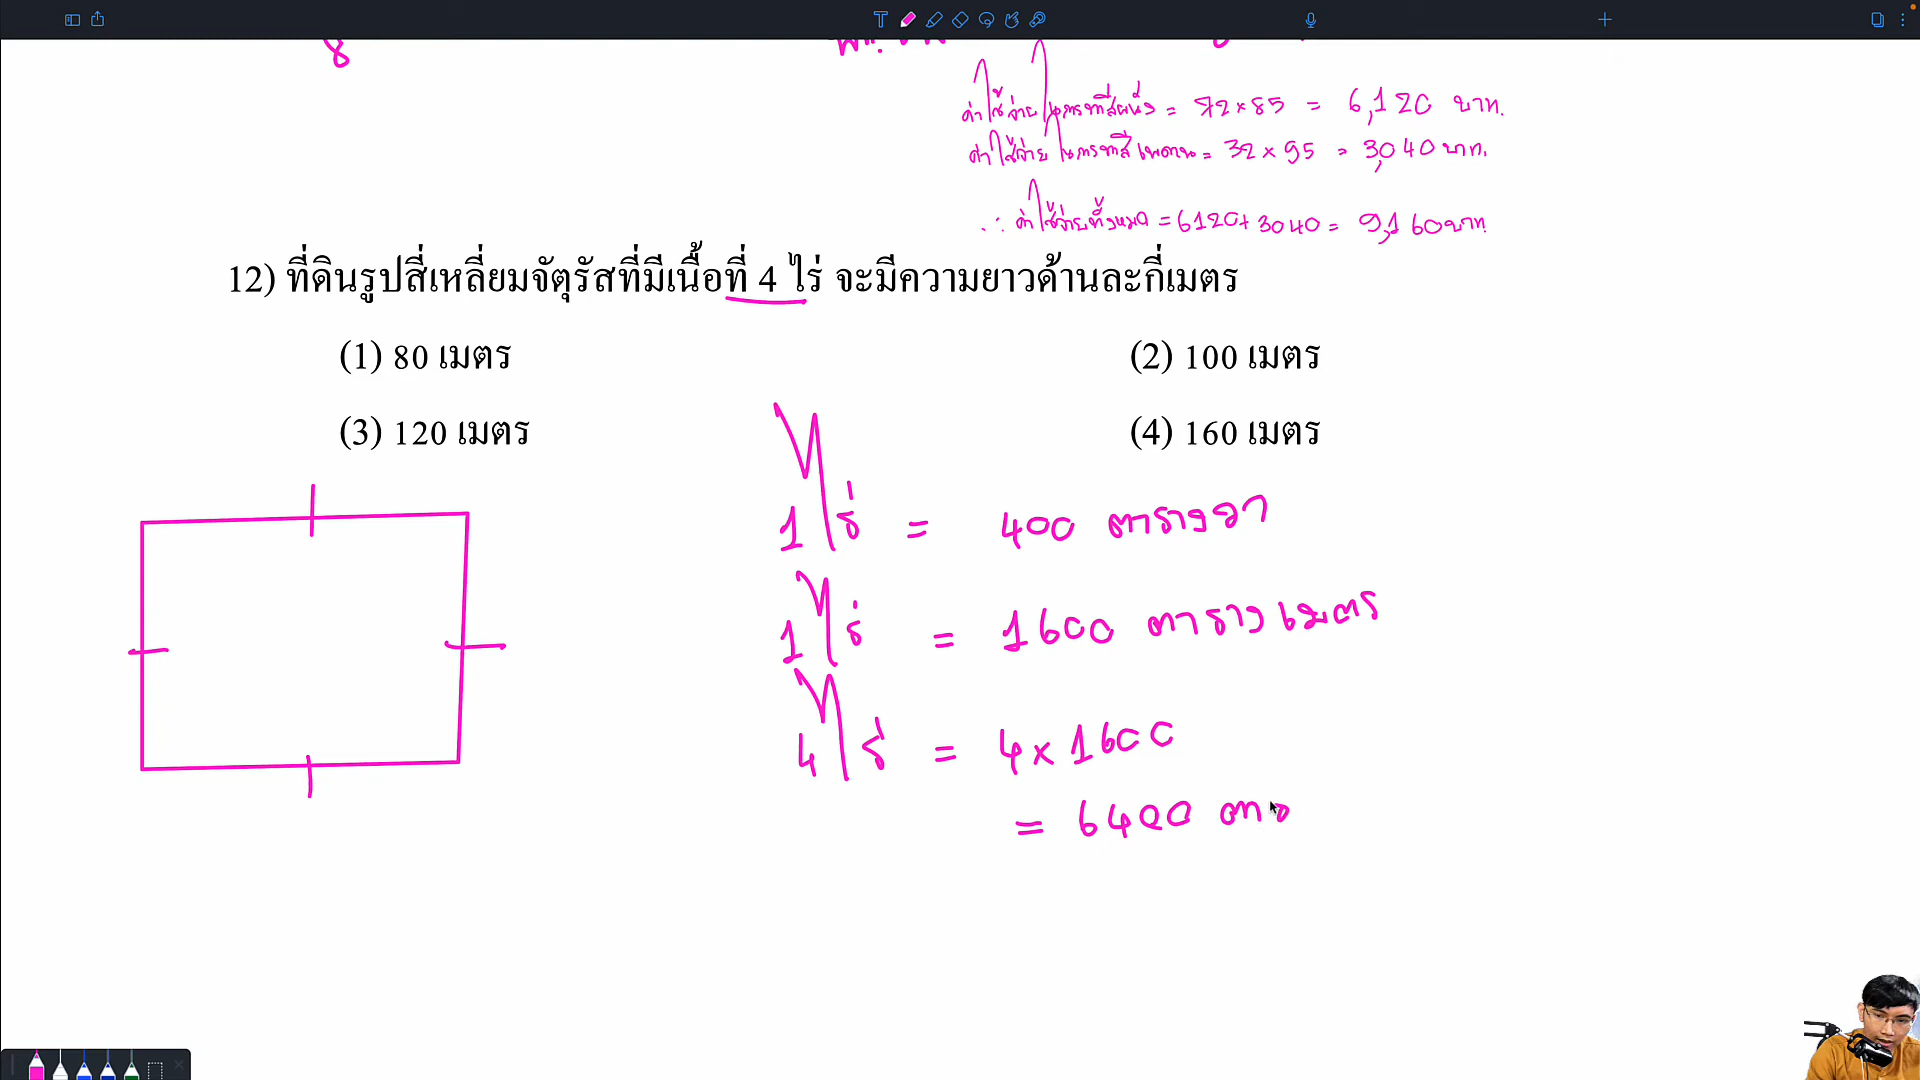 8
ค่าใช้จ่ายในการทาสีผนัง = 72×85 = 6,120 บาท.
ค่าใช้จ่ายในการทาสีเพดาน = 32×95 = 3,040 บาท.
∴ ค่าใช้จ่ายทั้งหมด = 6120+3040 = 9,160 บาท
12) ที่ดินรูปสี่เหลี่ยมจัตุรัสที่มีเนื้อที่ 4 ไร่ จะมีความยาวด้านละกี่เมตร
(1) 80 เมตร (2) 100 เมตร
(3) 120 เมตร (4) 160 เมตร
1 ไร่ = 400 ตารางวา
1 ไร่ = 1600 ตารางเมตร
4 ไร่ = 4×1600
= 6400 ตาร